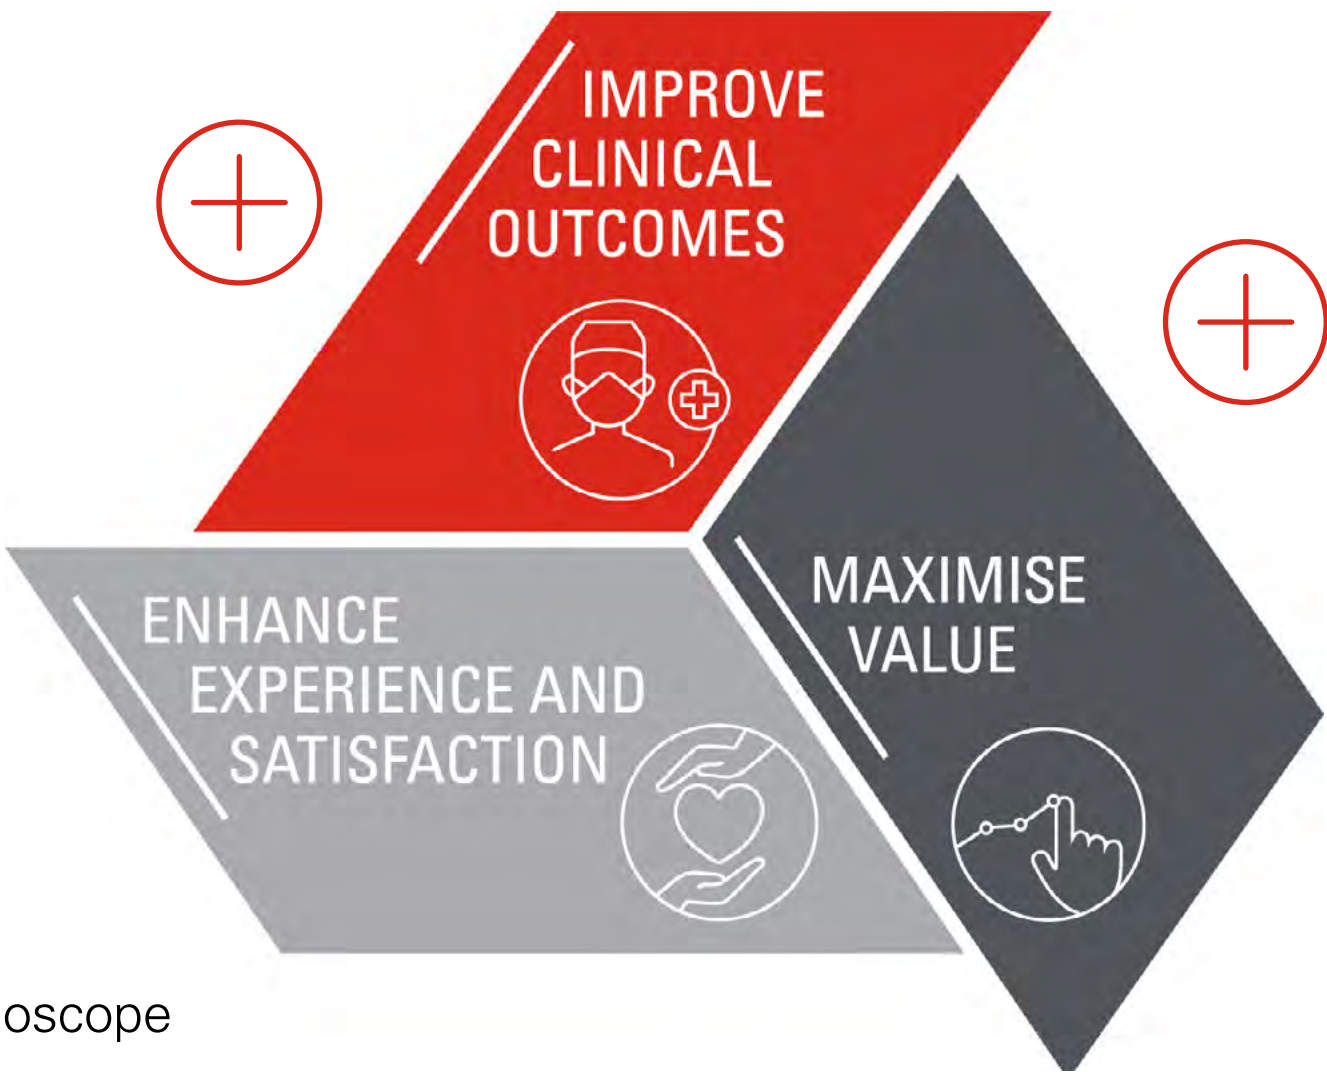 IMPROVE
CLINICAL
OUTCOMES
MAXIMISE
VALUE
ENHANCE
EXPERIENCE AND
SATISFACTION
oscope